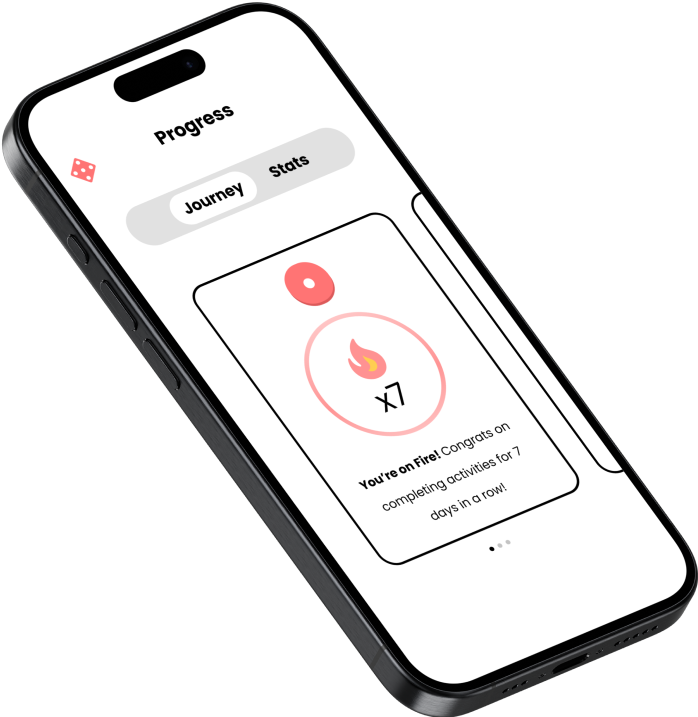 Progress
Journey
Stats
x7
You're on Fire! Congrats on
completing activities for 7
days in a row!